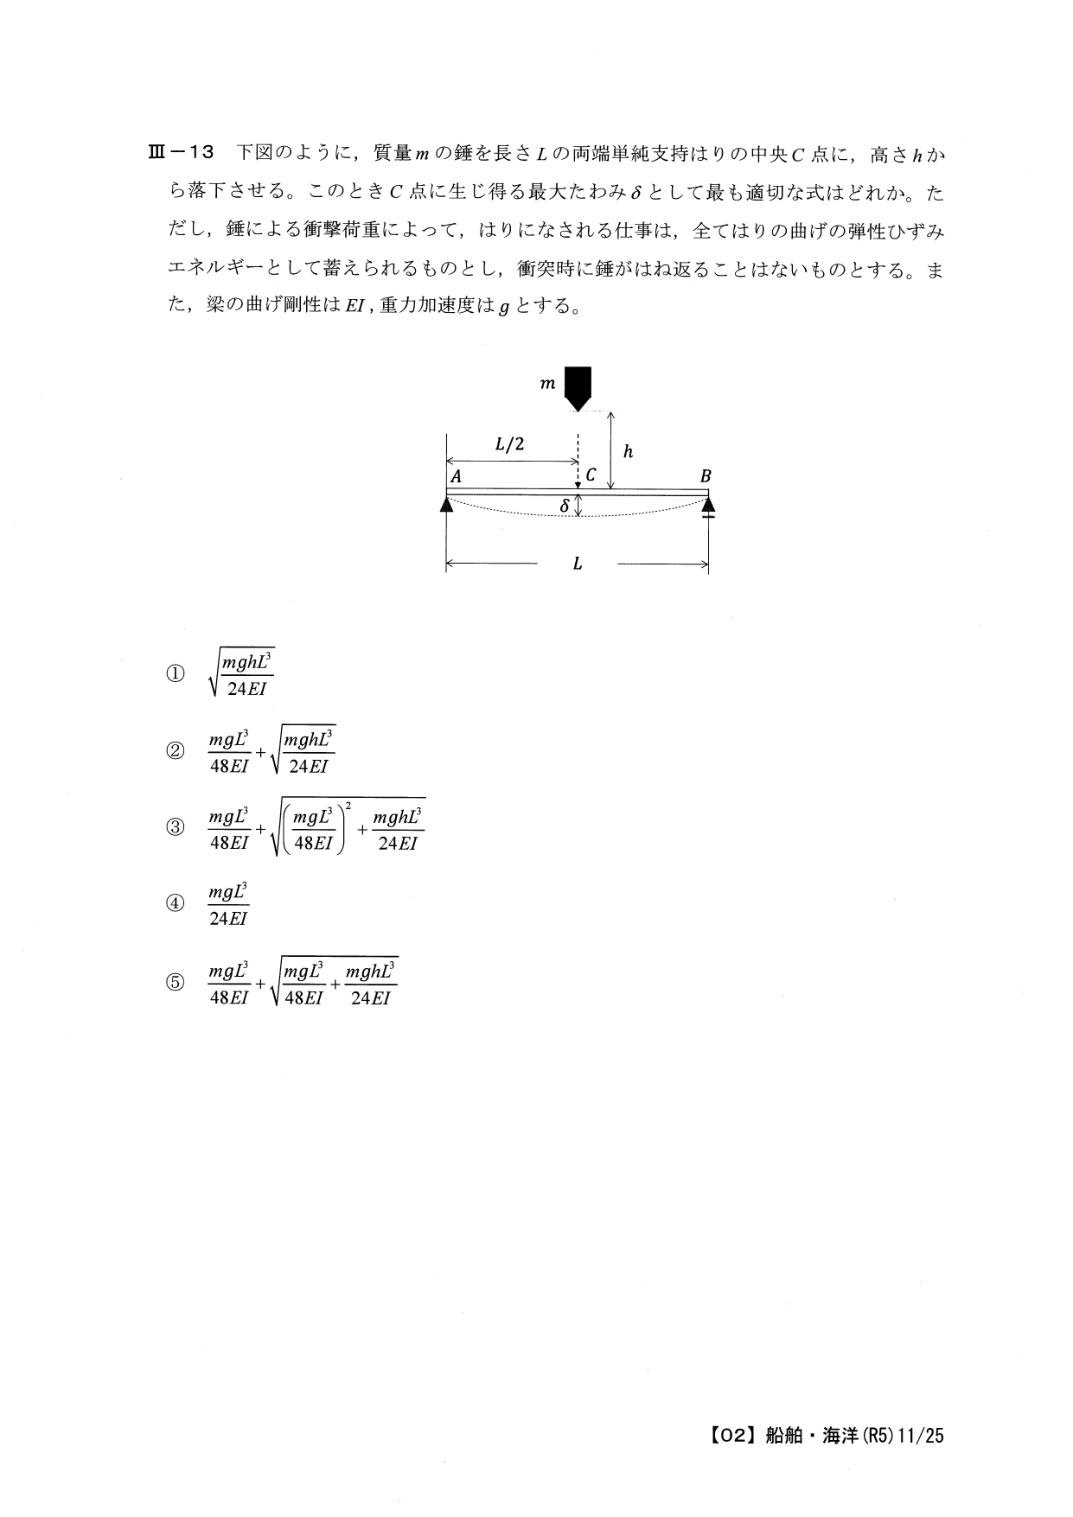 Ⅲ－13　下図のように，質量 m の錘を長さ L の両端単純支持はりの中央 C 点に，高さ h か
ら落下させる。このとき C 点に生じ得る最大たわみ δ として最も適切な式はどれか。た
だし，錘による衝撃荷重によって，はりになされる仕事は，全てはりの曲げの弾性ひずみ
エネルギーとして蓄えられるものとし，衝突時に錘がはね返ることはないものとする。ま
た，梁の曲げ剛性は EI，重力加速度は g とする。
m
L/2
h
A
C
B
δ
L
① √(mghL³/24EI)
② mgL³/48EI + √(mghL³/24EI)
③ mgL³/48EI + √((mgL³/48EI)² + mghL³/24EI)
④ mgL³/24EI
⑤ mgL³/48EI + √(mgL³/48EI + mghL³/24EI)
【02】船舶・海洋(R5)11/25